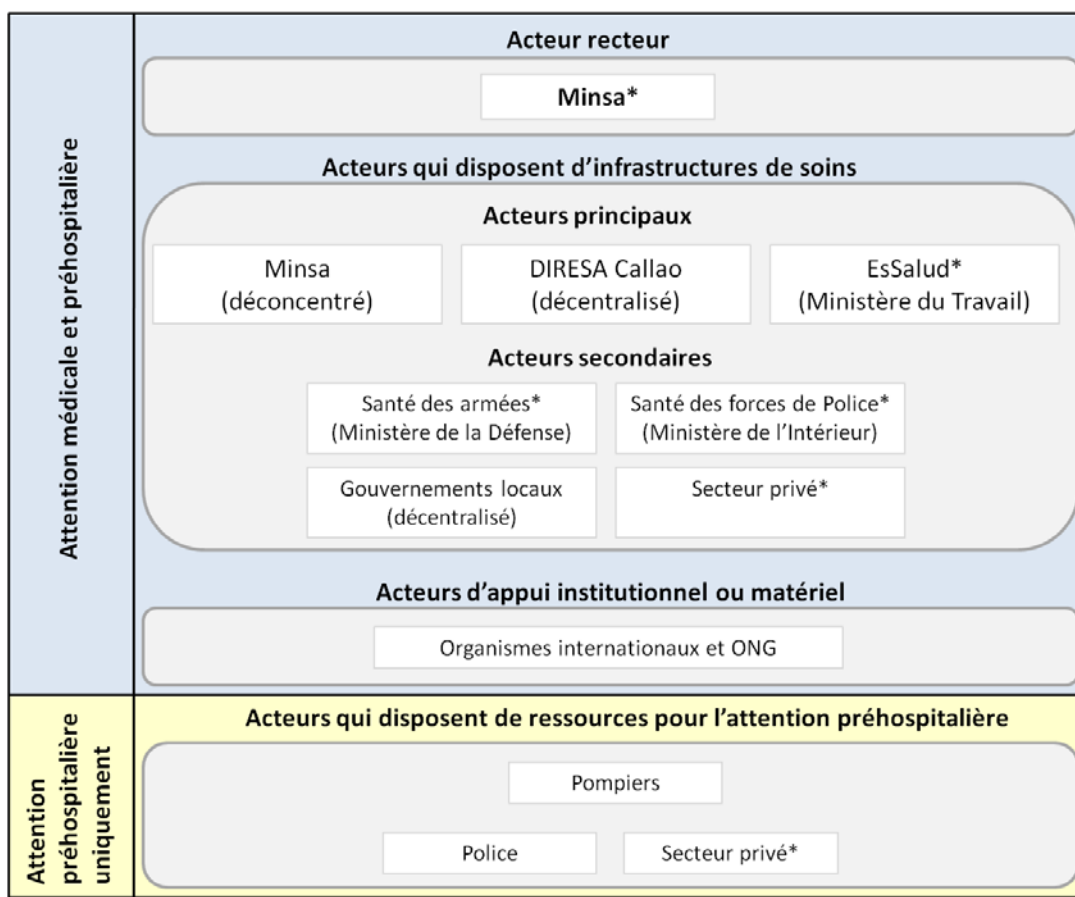 Attention médicale et préhospitalière
Acteur recteur
Minsa*
Acteurs qui disposent d'infrastructures de soins
Acteurs principaux
Minsa
(déconcentré)
DIRESA Callao
(décentralisé)
EsSalud*
(Ministère du Travail)
Acteurs secondaires
Santé des armées*
(Ministère de la Défense)
Santé des forces de Police*
(Ministère de l'Intérieur)
Gouvernements locaux
(décentralisé)
Secteur privé*
Acteurs d'appui institutionnel ou matériel
Organismes internationaux et ONG
Attention
préhospitalière
uniquement
Acteurs qui disposent de ressources pour l'attention préhospitalière
Pompiers
Police
Secteur privé*